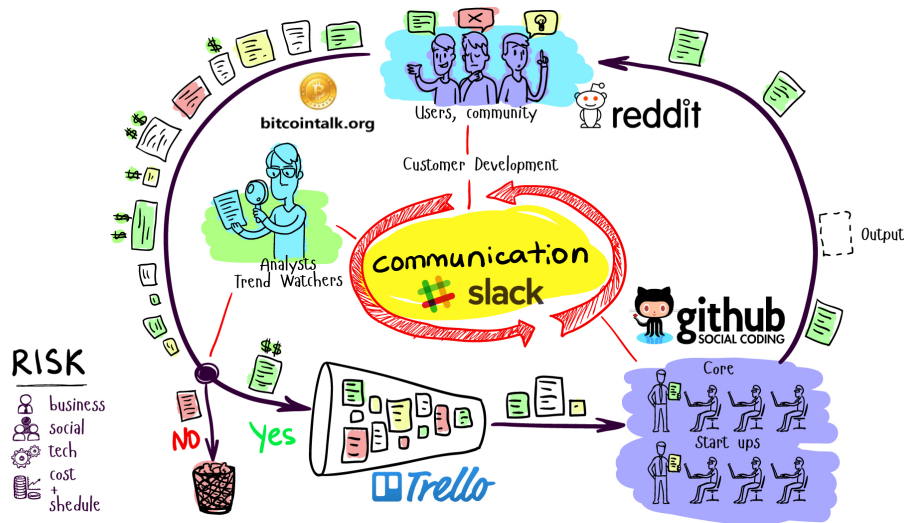 bitcointalk.org
Users, community
reddit
Customer Development
Analysts
Trend Watchers
communication
slack
Output
github
SOCIAL CODING
RISK
business
social
tech
cost
+
shedule
$
$$
$
$
$
$$
NO
Yes
Trello
Core
Start ups